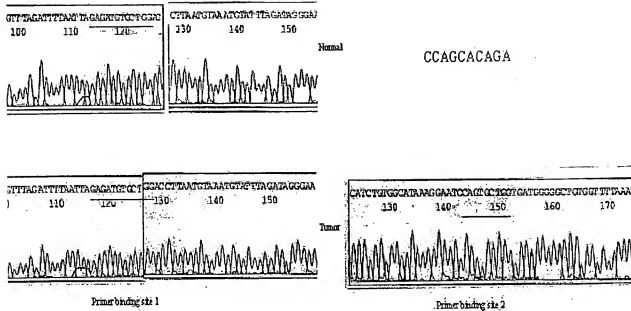 GTTTAGATTTTAATTAGAGATGTGCTGGAC CTTAATGTAAATGTATTTAGATAGGGAA
100 110 120 130 140 150
Normal
CCAGCACAGA
GTTTAGATTTTAATTAGAGATGTGCTGGACCTTAATGTAAATGTATTTAGATAGGGAA
110 120 130 140 150
Tumor
CATCTGTGGCATAAAGGAATCCAGTGCTGGTGATGGGGGCTGTGGTTTTAAA
130 140 150 160 170
Primer binding site 1
Primer binding site 2